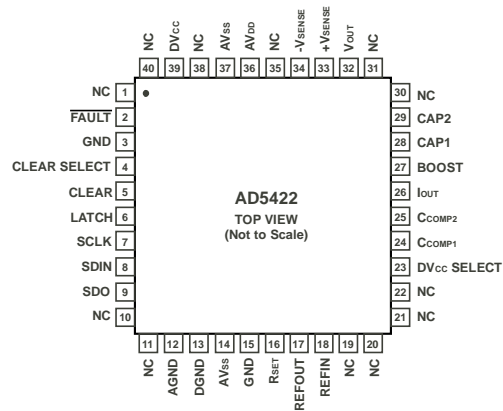 NC
DVCC
NC
AVSS
AVDD
NC
-VSENSE
+VSENSE
VOUT
NC
40
39
38
37
36
35
34
33
32
31
NC 1
FAULT 2
GND 3
CLEAR SELECT 4
CLEAR 5
LATCH 6
SCLK 7
SDIN 8
SDO 9
NC 10
AD5422
TOP VIEW
(Not to Scale)
30 NC
29 CAP2
28 CAP1
27 BOOST
26 IOUT
25 CCOMP2
24 CCOMP1
23 DVCC SELECT
22 NC
21 NC
11
12
13
14
15
16
17
18
19
20
NC
AGND
DGND
AVSS
GND
RSET
REFOUT
REFIN
NC
NC